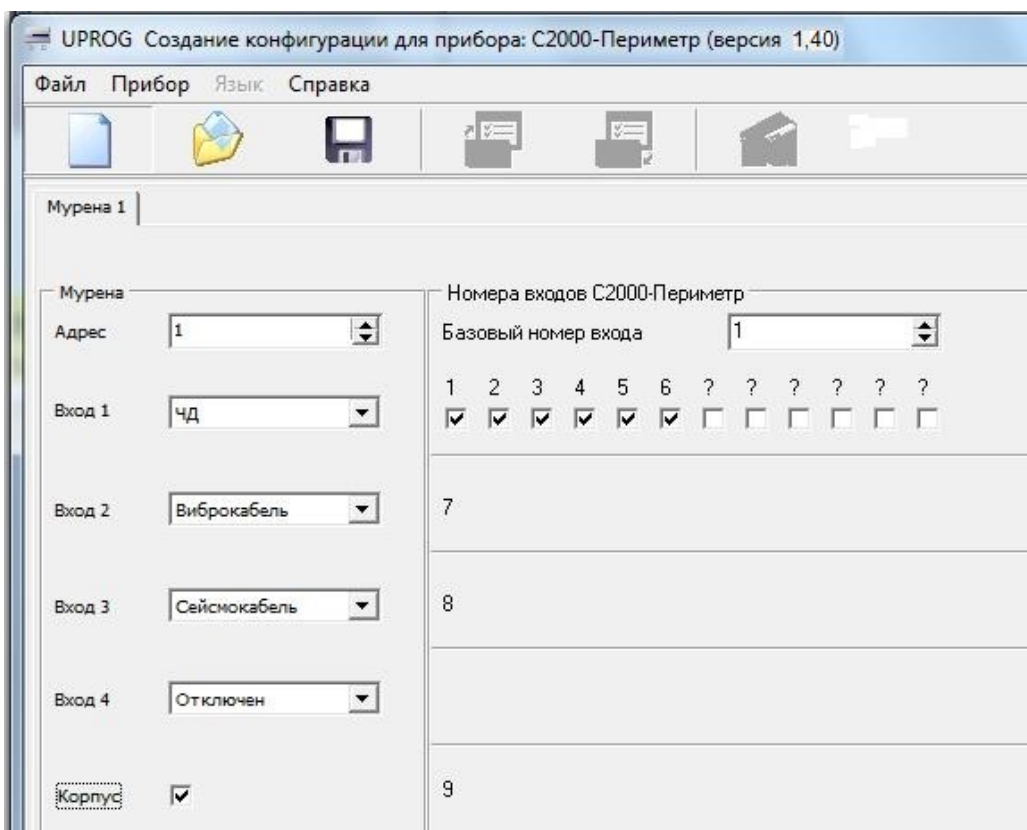 UPROG Создание конфигурации для прибора: С2000-Периметр (версия 1,40)
Файл Прибор Язык Справка
Мурена 1
Мурена
Адрес 1
Вход 1 ЧД
Вход 2 Виброкабель
Вход 3 Сейсмокабель
Вход 4 Отключен
Корпус
Номера входов С2000-Периметр
Базовый номер входа 1
1 2 3 4 5 6 ? ? ? ? ? ?
7
8
9